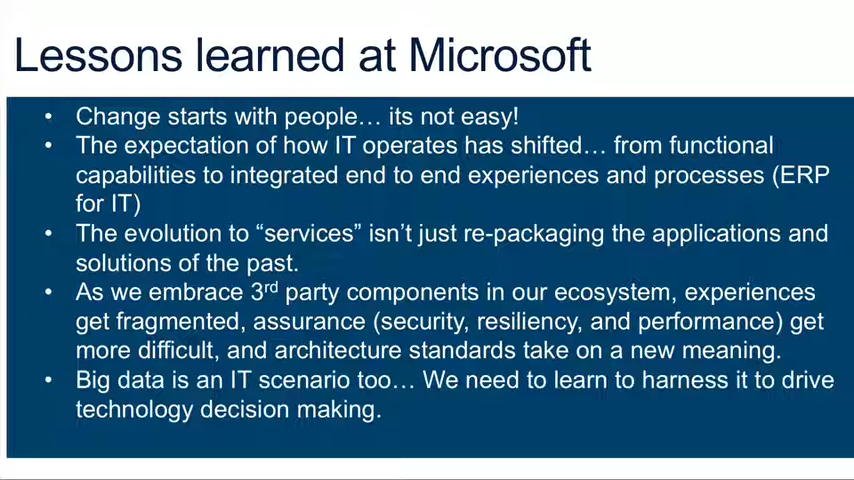 Lessons learned at Microsoft
• Change starts with people… its not easy!
• The expectation of how IT operates has shifted… from functional
capabilities to integrated end to end experiences and processes (ERP
for IT)
• The evolution to “services” isn’t just re-packaging the applications and
solutions of the past.
• As we embrace 3rd party components in our ecosystem, experiences
get fragmented, assurance (security, resiliency, and performance) get
more difficult, and architecture standards take on a new meaning.
• Big data is an IT scenario too… We need to learn to harness it to drive
technology decision making.